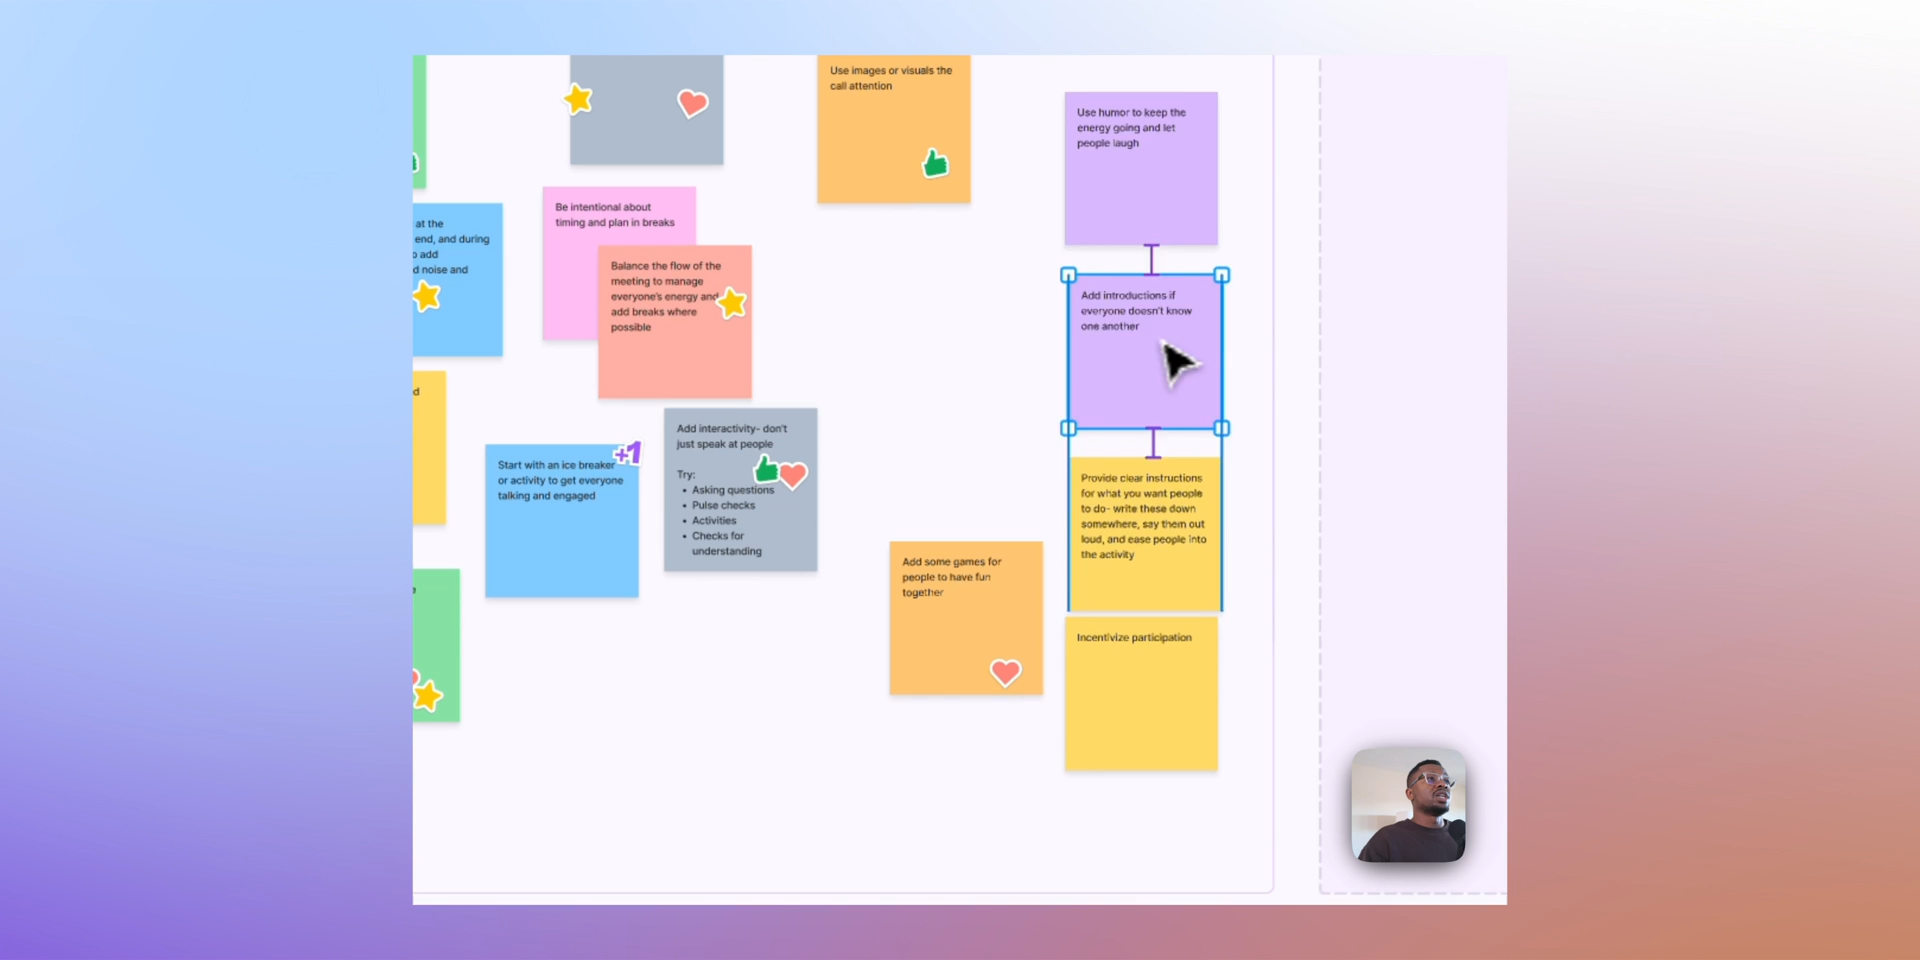 Use images or visuals the
call attention
Use humor to keep the
energy going and let
people laugh
Be intentional about
timing and plan in breaks
at the
end, and during
o add
d noise and
Balance the flow of the
meeting to manage
everyone's energy and
add breaks where
possible
Add introductions if
everyone doesn't know
one another
d
Add interactivity- don't
just speak at people
Try:
• Asking questions
• Pulse checks
• Activities
• Checks for
understanding
+1
Start with an ice breaker
or activity to get everyone
talking and engaged
Provide clear instructions
for what you want people
to do- write these down
somewhere, say them out
loud, and ease people into
the activity
Add some games for
people to have fun
together
e
Incentivize participation